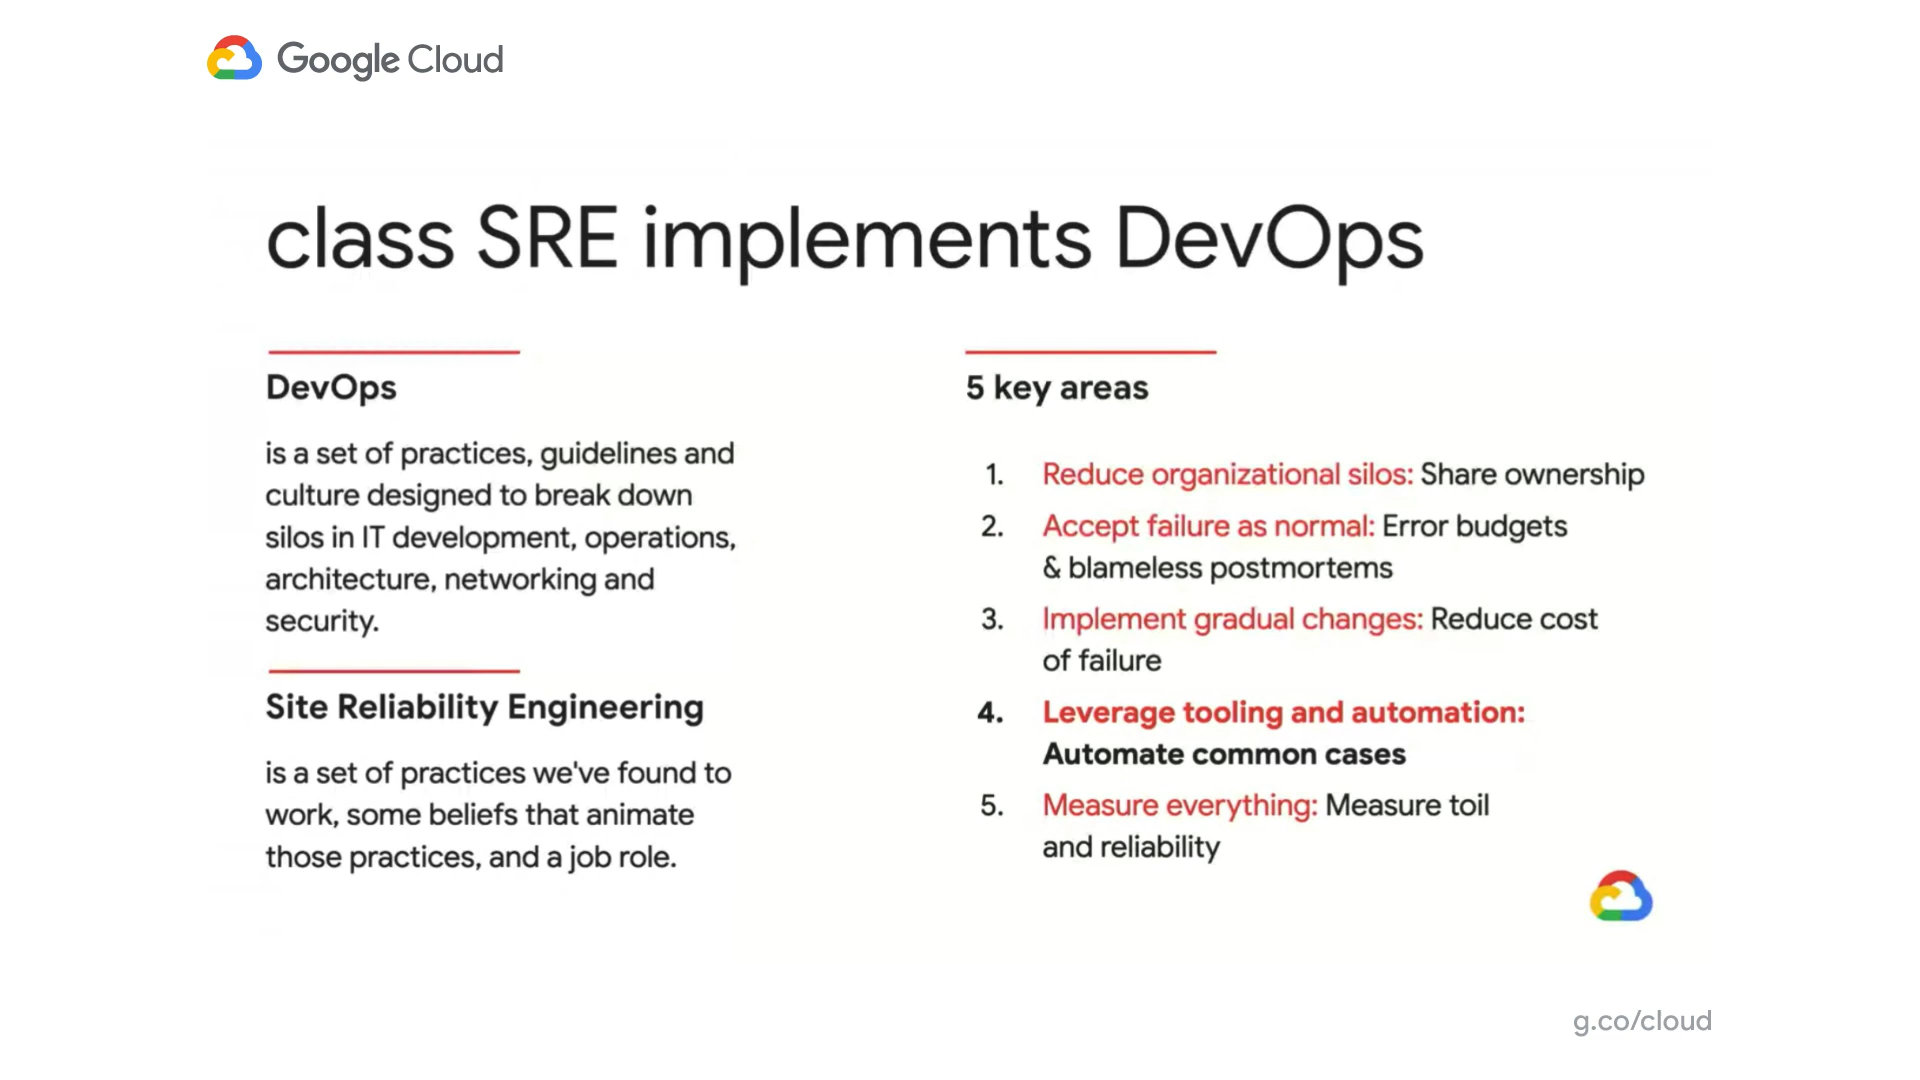 Google Cloud
class SRE implements DevOps
DevOps
is a set of practices, guidelines and
culture designed to break down
silos in IT development, operations,
architecture, networking and
security.
Site Reliability Engineering
is a set of practices we've found to
work, some beliefs that animate
those practices, and a job role.
5 key areas
1. Reduce organizational silos: Share ownership
2. Accept failure as normal: Error budgets
& blameless postmortems
3. Implement gradual changes: Reduce cost
of failure
4. Leverage tooling and automation:
Automate common cases
5. Measure everything: Measure toil
and reliability
g.co/cloud